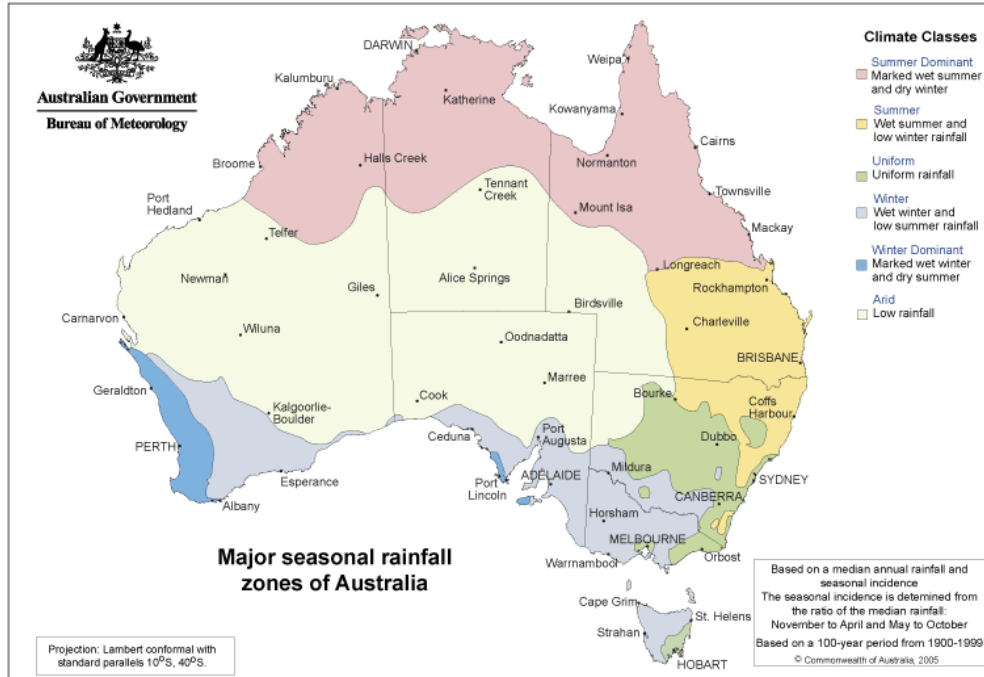 Australian Government
Bureau of Meteorology
Climate Classes
Summer Dominant
Marked wet summer
and dry winter
Summer
Wet summer and
low winter rainfall
Uniform
Uniform rainfall
Winter
Wet winter and
low summer rainfall
Winter Dominant
Marked wet winter
and dry summer
Arid
Low rainfall
DARWIN
Weipa
Kalumburu
Katherine
Kowanyama
Cairns
Broome
Halls Creek
Normanton
Tennant
Creek
Townsville
Port
Hedland
Mount Isa
Mackay
Telfer
Longreach
Newman
Alice Springs
Rockhampton
Giles
Birdsville
Carnarvon
Charleville
Wiluna
Oodnadatta
BRISBANE
Marree
Geraldton
Bourke
Coffs
Harbour
Kalgoorlie-
Boulder
Cook
Ceduna
Port
Augusta
Dubbo
PERTH
Mildura
SYDNEY
Esperance
Port
Lincoln
ADELAIDE
CANBERRA
Albany
Horsham
MELBOURNE
Orbost
Warrnambool
Major seasonal rainfall
zones of Australia
Cape Grim
St. Helens
Strahan
HOBART
Based on a median annual rainfall and
seasonal incidence
The seasonal incidence is detemined from
the ratio of the median rainfall:
November to April and May to October
Based on a 100-year period from 1900-1999
© Commonwealth of Australia, 2005
Projection: Lambert conformal with
standard parallels 10°S, 40°S.